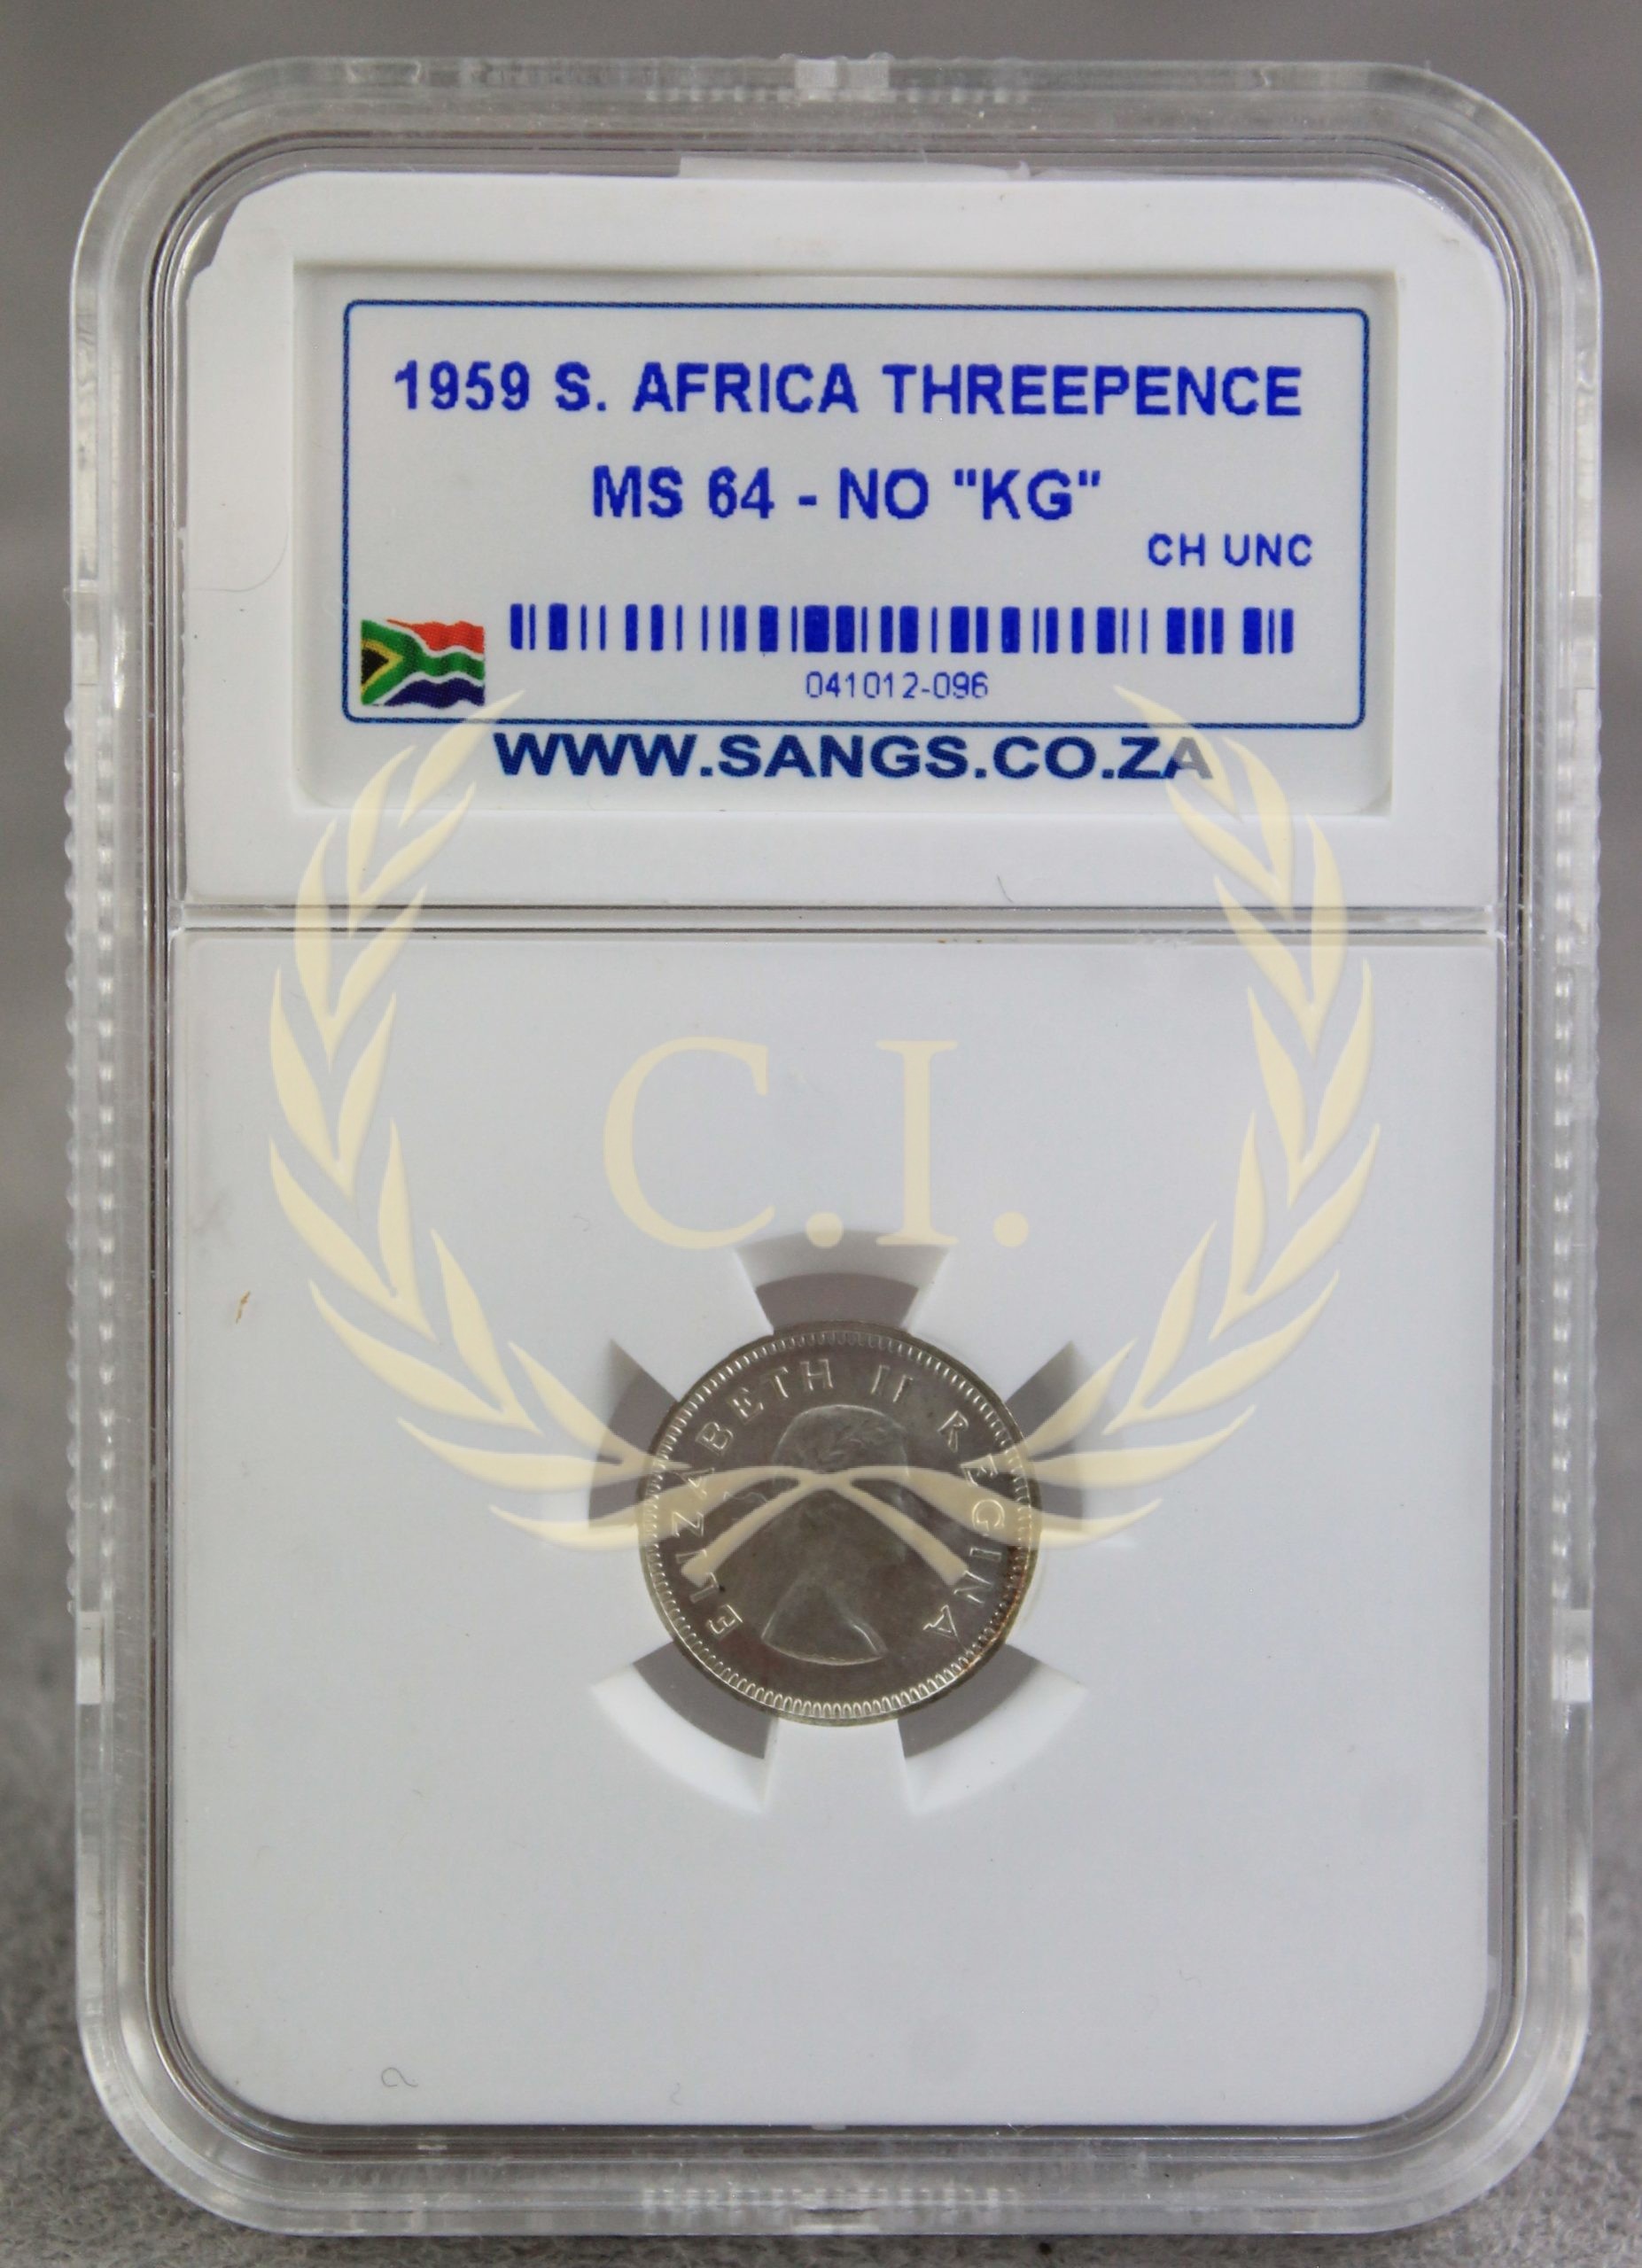 1959 S. AFRICA THREEPENCE
MS 64 - NO "KG"
CH UNC
041012-096
WWW.SANGS.CO.ZA
C.I.
ELIZABETH II REGINA